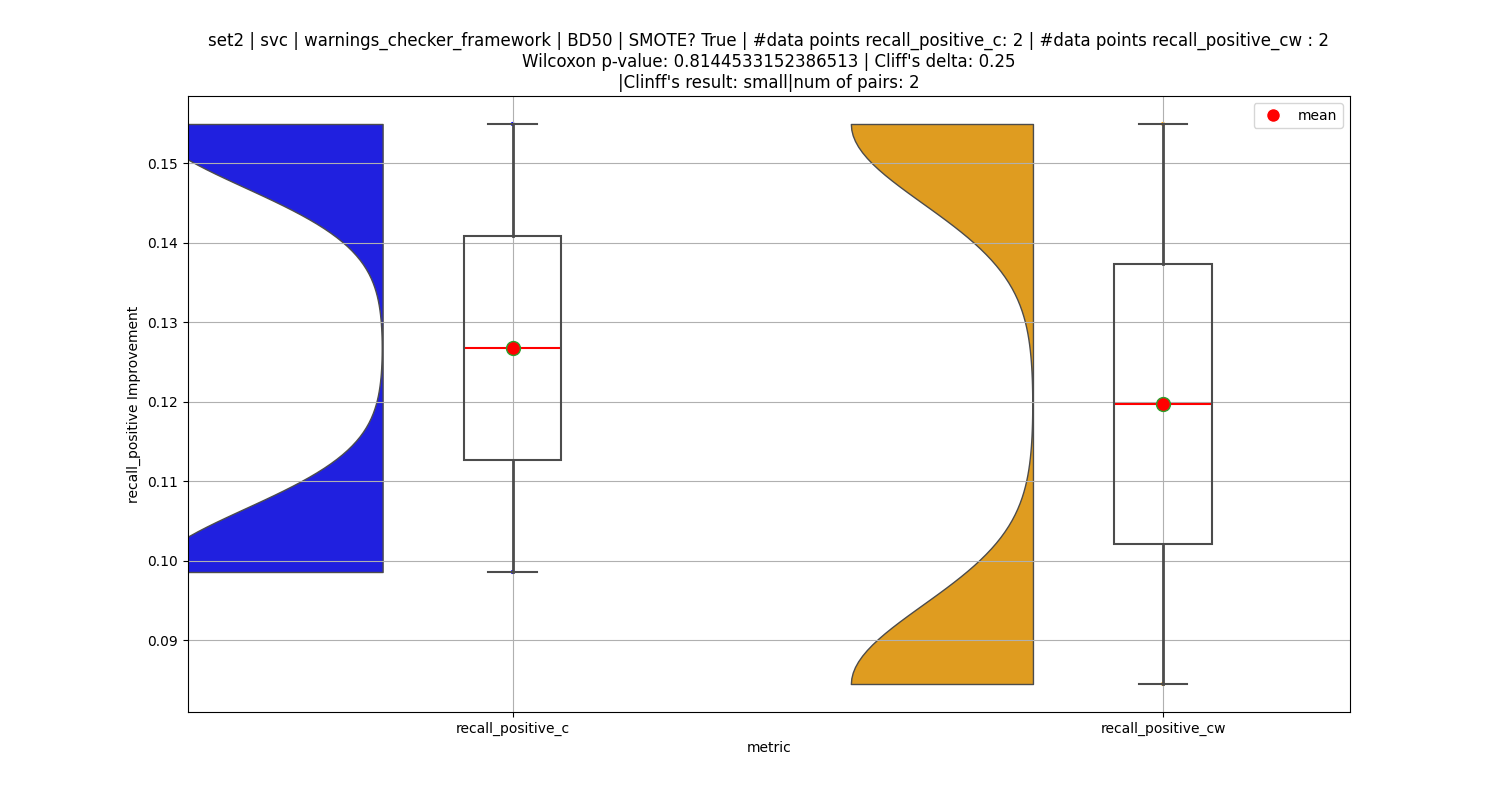 set2 | svc | warnings_checker_framework | BD50 | SMOTE? True | #data points recall_positive_c: 2 | #data points recall_positive_cw : 2
Wilcoxon p-value: 0.8144533152386513 | Cliff's delta: 0.25
|Clinff's result: small|num of pairs: 2
mean
0.15
0.14
0.13
0.12
0.11
0.10
0.09
recall_positive Improvement
recall_positive_c
recall_positive_cw
metric